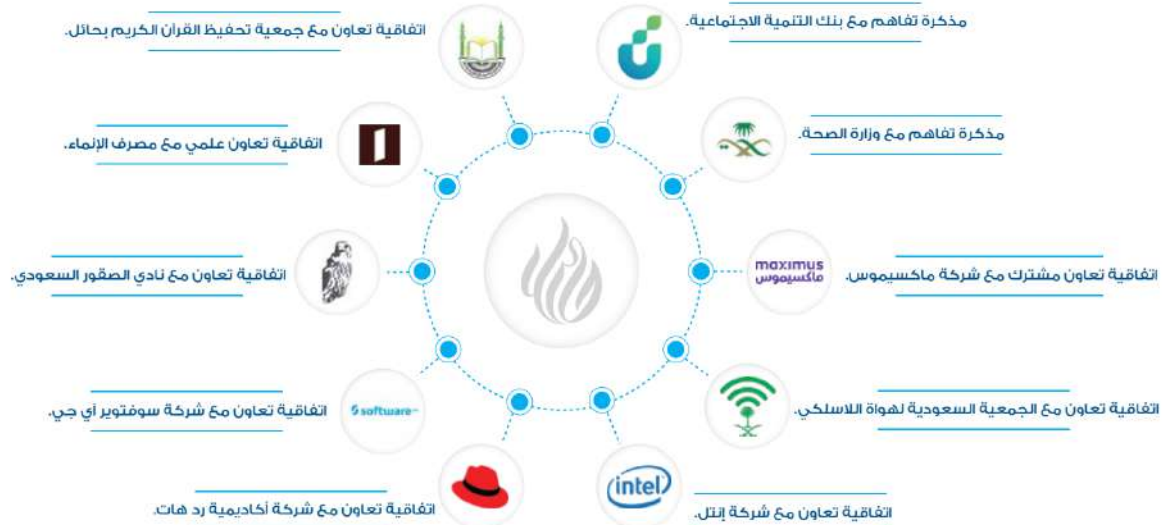 مذكرة تفاهم مع بنك التنمية الاجتماعية.
اتفاقية تعاون مع جمعية تحفيظ القرآن الكريم بحائل.
مذكرة تفاهم مع وزارة الصحة.
اتفاقية تعاون علمي مع مصرف الإنماء.
اتفاقية تعاون مشترك مع شركة ماكسيموس.
maximus
ماكسيموس
اتفاقية تعاون مع نادي الصقور السعودي.
اتفاقية تعاون مع الجمعية السعودية لهواة اللاسلكي.
software
اتفاقية تعاون مع شركة سوفتوير أي جي.
intel
اتفاقية تعاون مع شركة إنتل.
اتفاقية تعاون مع شركة أكاديمية رد هات.